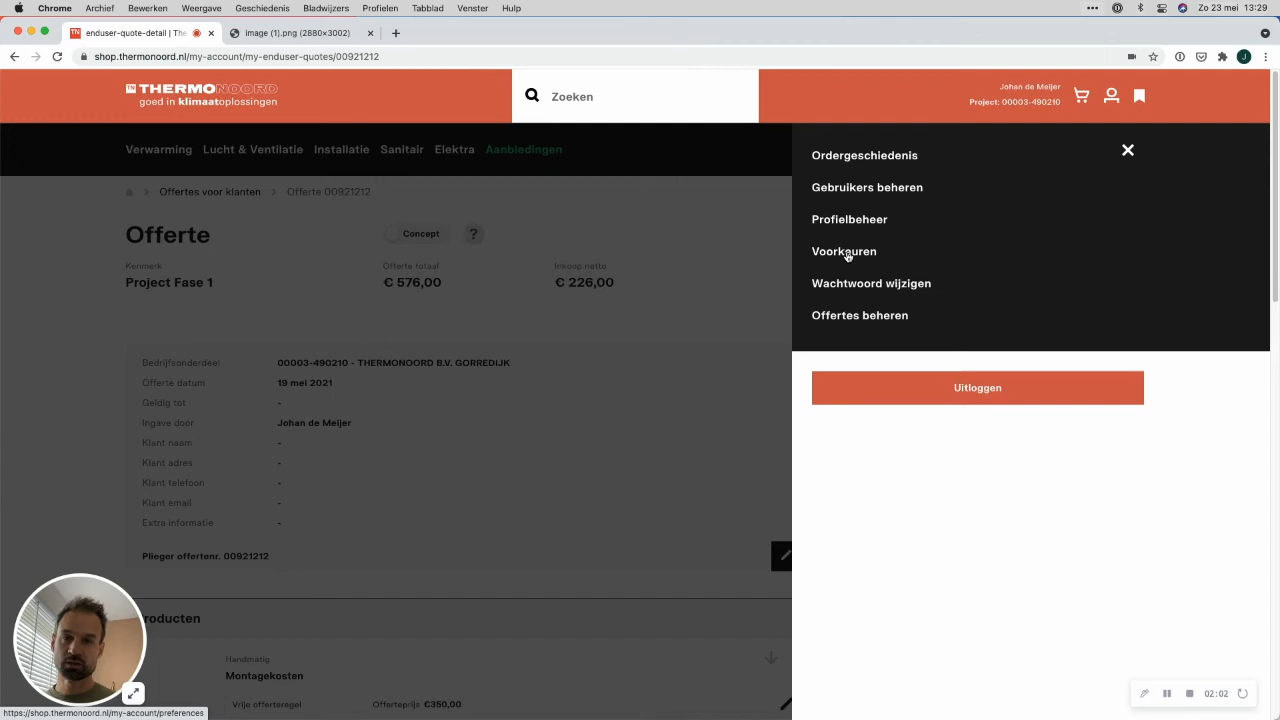 Chrome Archief Bewerk Weergave Geschiedenis Bladwijzers Profielen Tabblad Venster Hulp Zo 23 mei 13:29
enduser-quote-detail | The image (1).png (2880×3002)
shop.thermonoord.nl/my-account/my-enduser-quotes/00921212
TN THERMONOORD
goed in klimaatoplossingen
Zoeken
Johan de Meijer
Project: 00003-490210
Verwarming Lucht & Ventilatie Installatie Sanitair Elektra Aanbiedingen
Offertes voor klanten > Offerte 00921212
Offerte
Concept ?
Kenmerk Offerte totaal Inkoop netto
Project Fase 1 € 576,00 € 226,00
Bedrijfsonderdeel 00003-490210 - THERMONOORD B.V. GORREDIJK
Offerte datum 19 mei 2021
Geldig tot -
Ingave door Johan de Meijer
Klant naam -
Klant adres -
Klant telefoon -
Klant email -
Extra informatie -
Plieger offertenr. 00921212
roducten
Handmatig
Montagekosten
Vrije offerteregel Offerteprijs €350,00
Ordergeschiedenis
Gebruikers beheren
Profielbeheer
Voorkeuren
Wachtwoord wijzigen
Offertes beheren
Uitloggen
02:02
https://shop.thermonoord.nl/my-account/preferences